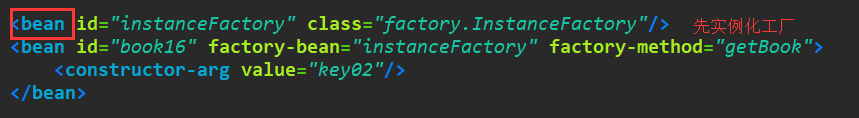 <bean id="instanceFactory" class="factory.InstanceFactory"/> 先实例化工厂
<bean id="book16" factory-bean="instanceFactory" factory-method="getBook">
    <constructor-arg value="key02"/>
</bean>